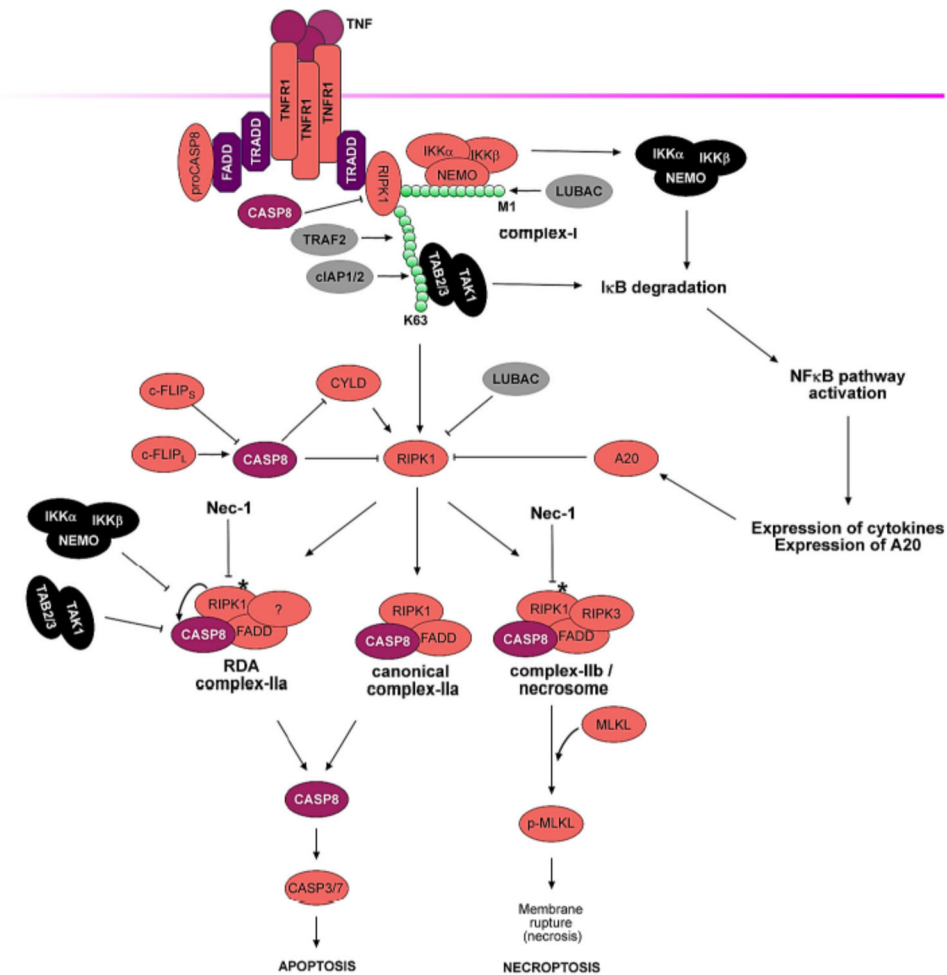 TNF
TNFR1
TNFR1
TNFR1
proCASP8
FADD
TRADD
TRADD
RIPK1
IKKα
IKKβ
NEMO
M1
LUBAC
complex-I
IKKα
IKKβ
NEMO
CASP8
TRAF2
cIAP1/2
TAB2/3
TAK1
K63
IκB degradation
NFκB pathway
activation
c-FLIPS
CYLD
LUBAC
c-FLIPL
CASP8
RIPK1
A20
Expression of cytokines
Expression of A20
IKKα
IKKβ
NEMO
TAB2/3
TAK1
Nec-1
*
RIPK1
?
CASP8
FADD
RDA
complex-IIa
RIPK1
CASP8
FADD
canonical
complex-IIa
Nec-1
*
RIPK1
RIPK3
CASP8
FADD
complex-IIb /
necrosome
MLKL
CASP8
p-MLKL
CASP3/7
Membrane
rupture
(necrosis)
APOPTOSIS
NECROPTOSIS